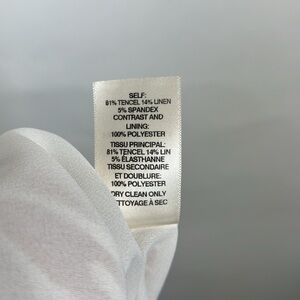 SELF:
81% TENCEL 14% LINEN
5% SPANDEX
CONTRAST AND
LINING:
100% POLYESTER
TISSU PRINCIPAL:
81% TENCEL 14% LIN
5% ÉLASTHANNE
TISSU SECONDAIRE
ET DOUBLURE:
100% POLYESTER
DRY CLEAN ONLY
NETTOYAGE À SEC